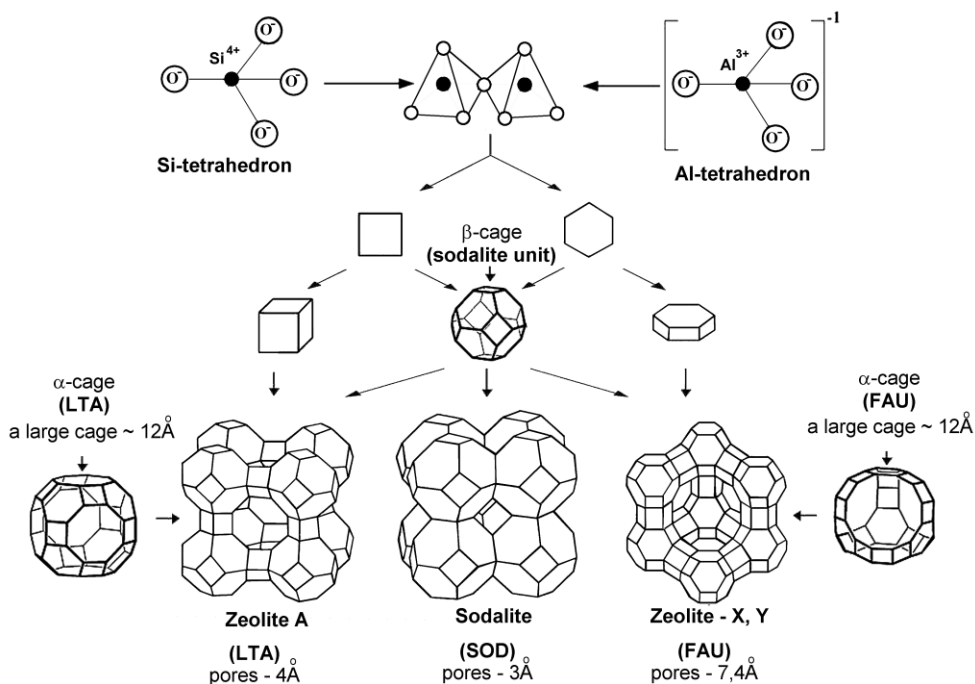 Si4+
O-
O-
O-
O-
Si-tetrahedron
Al3+
-1
O-
O-
O-
O-
Al-tetrahedron
β-cage
(sodalite unit)
α-cage
(LTA)
a large cage ~ 12Å
α-cage
(FAU)
a large cage ~ 12Å
Zeolite A
(LTA)
pores - 4Å
Sodalite
(SOD)
pores - 3Å
Zeolite - X, Y
(FAU)
pores - 7,4Å